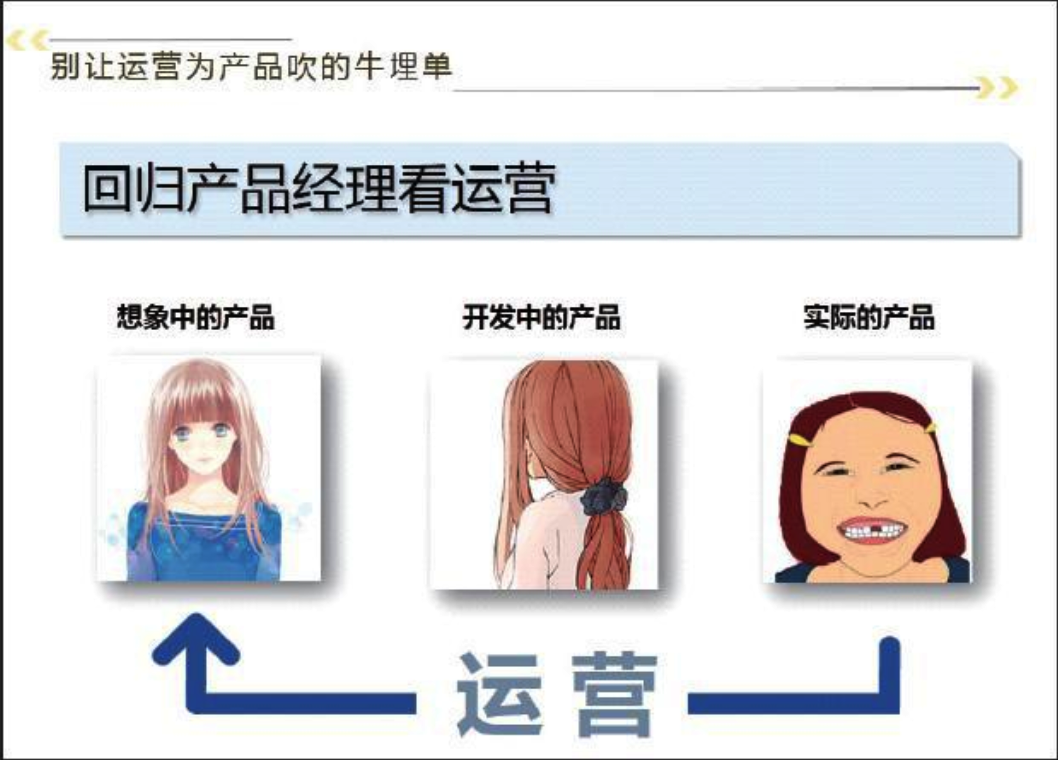 别让运营为产品吹的牛埋单
回归产品经理看运营
想象中的产品
开发中的产品
实际的产品
运营